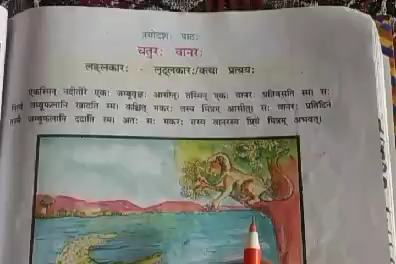 त्रयोदशः पाठः
चतुरः वानरः
लङ्लकारः - लृट्लकारः/क्त्वा प्रत्ययः
एकस्मिन् नदीतीरे एकः जम्बूवृक्षः आसीत्। तस्मिन् एकः वानरः प्रतिवसति स्म। सः
नित्यं जम्बूफलानि खादति स्म। कश्चित् मकरः तस्य मित्रम् आसीत्। सः वानरः प्रतिदिनं
तस्मै जम्बूफलानि ददाति स्म। अतः सः मकरः तस्य वानरस्य प्रियं मित्रम् अभवत्।